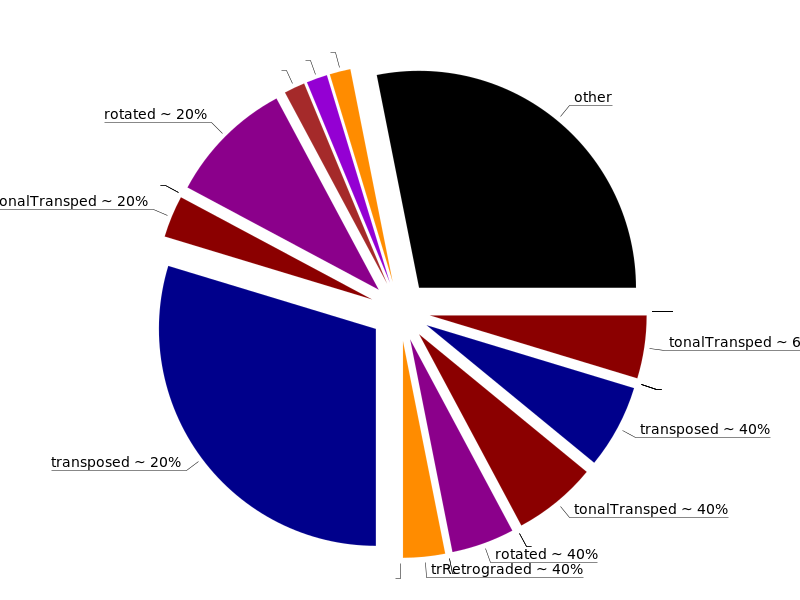 other
rotated ~ 20%
onalTransped ~ 20%
tonalTransped ~ 6
transposed ~ 40%
transposed ~ 20%
tonalTransped ~ 40%
rotated ~ 40%
trRetrograded ~ 40%